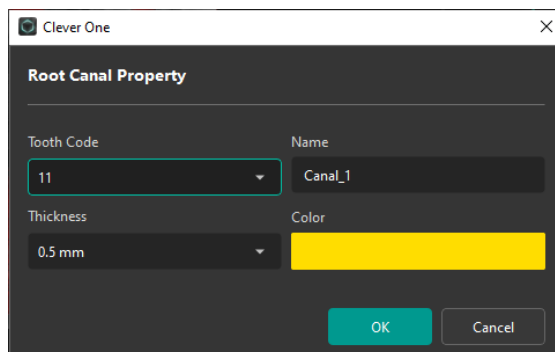 Clever One
Root Canal Property
Tooth Code
Name
11
Canal_1
Thickness
Color
0.5 mm
OK
Cancel